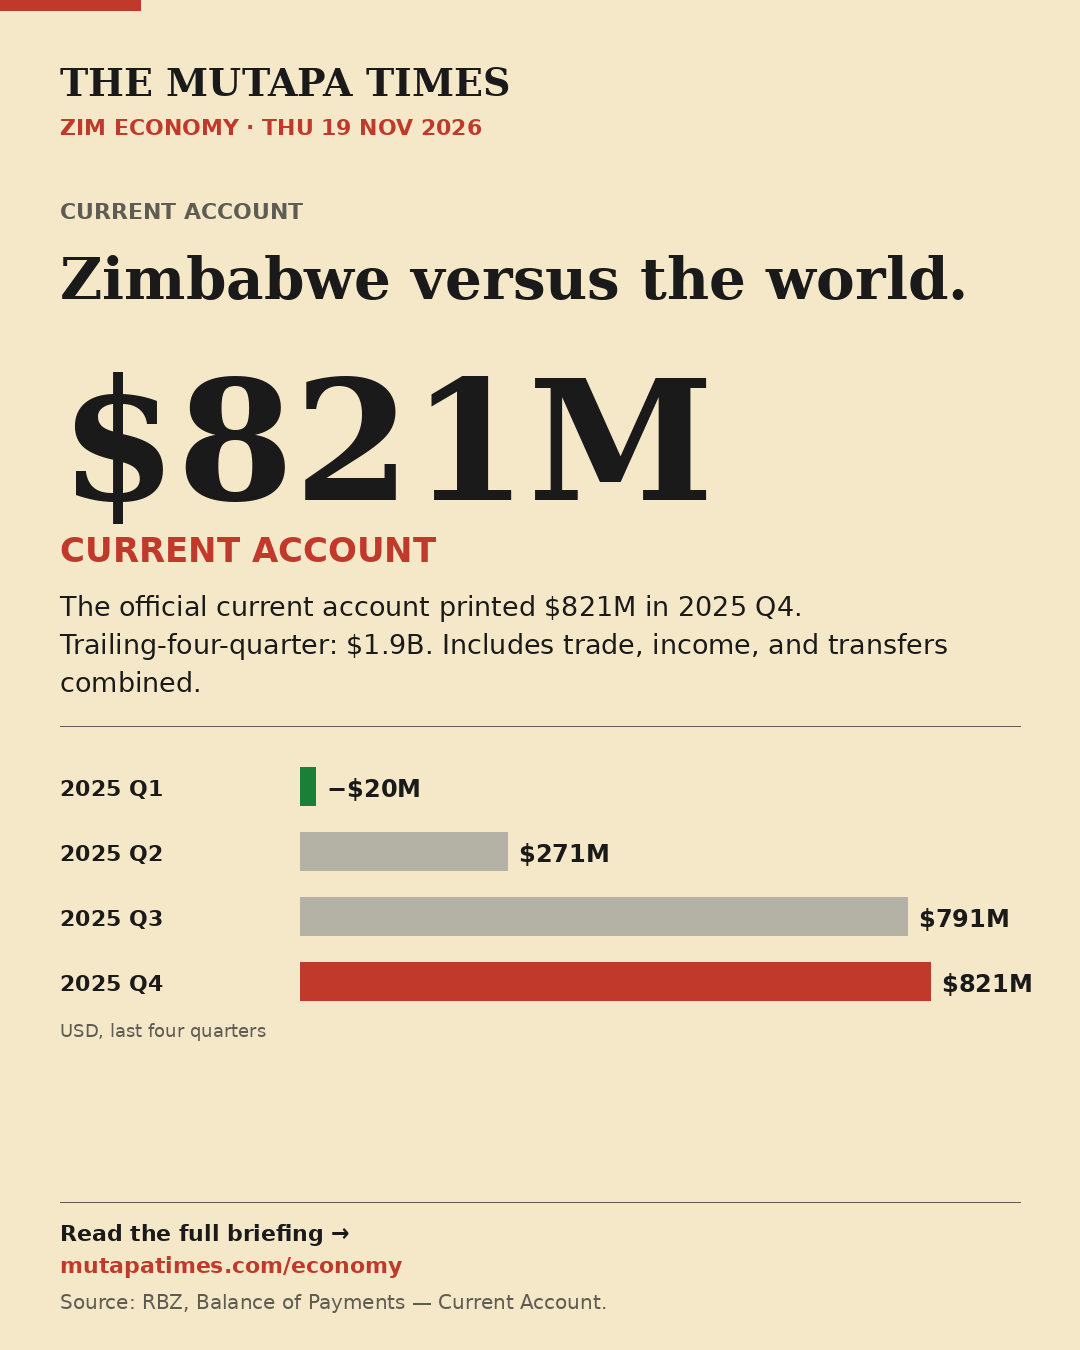 THE MUTAPA TIMES
ZIM ECONOMY · THU 19 NOV 2026
CURRENT ACCOUNT
Zimbabwe versus the world.
$821M
CURRENT ACCOUNT
The official current account printed $821M in 2025 Q4.
Trailing-four-quarter: $1.9B. Includes trade, income, and transfers
combined.
2025 Q1 −$20M
2025 Q2 $271M
2025 Q3 $791M
2025 Q4 $821M
USD, last four quarters
Read the full briefing →
mutapatimes.com/economy
Source: RBZ, Balance of Payments — Current Account.